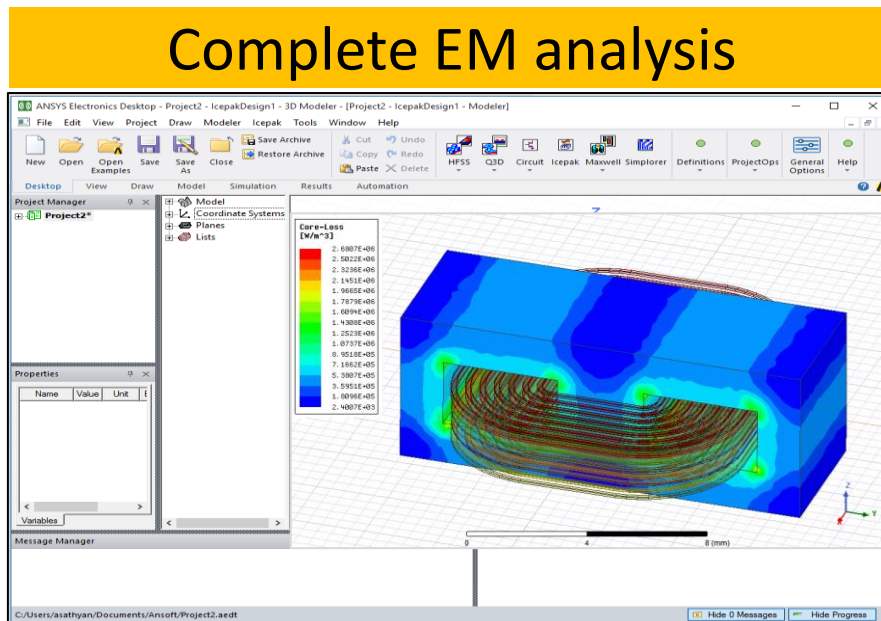 Complete EM analysis
ANSYS Electronics Desktop - Project2 - IcepakDesign1 - 3D Modeler - [Project2 - IcepakDesign1 - Modeler]
File Edit View Project Draw Modeler Icepak Tools Window Help
New Open Open Examples Save Save As Close Save Archive Restore Archive Cut Copy Paste Undo Redo Delete HFSS Q3D Circuit Icepak Maxwell Simplorer Definitions ProjectOps General Options Help
Desktop View Draw Model Simulation Results Automation
Project Manager
Project2*
Model
Coordinate Systems
Planes
Lists
Core-Loss
[W/m^3]
2.6807E+06
2.5022E+06
2.3236E+06
2.1451E+06
1.9665E+06
1.7879E+06
1.6094E+06
1.4308E+06
1.2523E+06
1.0737E+06
8.9518E+05
7.1662E+05
5.3807E+05
3.5951E+05
1.8096E+05
2.4007E+03
Z
Y
0 4 8 (mm)
Properties
Name Value Unit E
Variables
Message Manager
C:/Users/asathyan/Documents/Ansoft/Project2.aedt
Hide 0 Messages Hide Progress